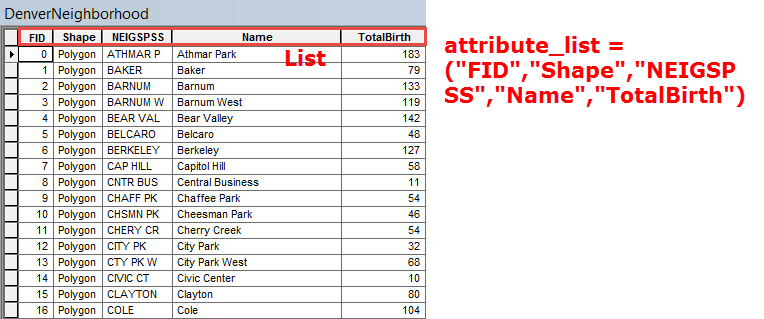 DenverNeighborhood
FID Shape NEIGSPSS Name TotalBirth
0 Polygon ATHMAR P Athmar Park 183
1 Polygon BAKER Baker 79
2 Polygon BARNUM Barnum 133
3 Polygon BARNUM W Barnum West 119
4 Polygon BEAR VAL Bear Valley 142
5 Polygon BELCARO Belcaro 48
6 Polygon BERKELEY Berkeley 127
7 Polygon CAP HILL Capitol Hill 58
8 Polygon CNTR BUS Central Business 11
9 Polygon CHAFF PK Chaffee Park 54
10 Polygon CHSMN PK Cheesman Park 46
11 Polygon CHERY CR Cherry Creek 54
12 Polygon CITY PK City Park 32
13 Polygon CTY PK W City Park West 68
14 Polygon CIVIC CT Civic Center 10
15 Polygon CLAYTON Clayton 80
16 Polygon COLE Cole 104
List
attribute_list =
("FID","Shape","NEIGSP
SS","Name","TotalBirth")